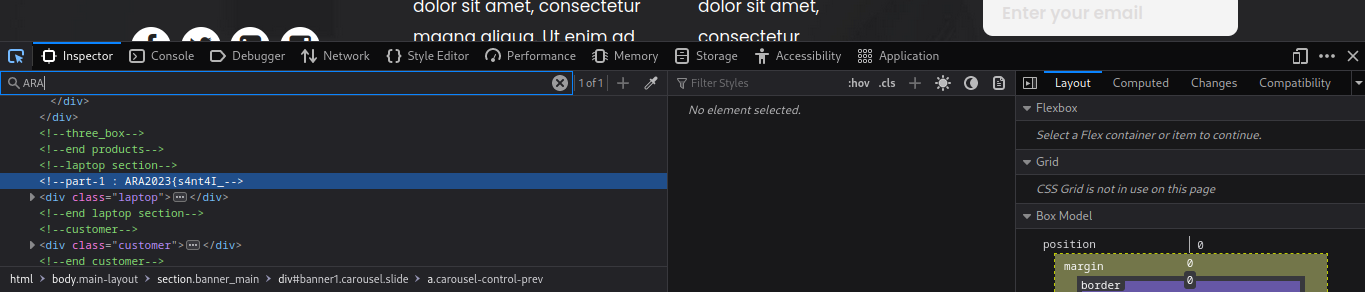 dolor sit amet, consectetur
magna aliqua. Ut enim ad
dolor sit amet,
consectetur
Enter your email
Inspector Console Debugger Network Style Editor Performance Memory Storage Accessibility Application
ARA 1 of 1
</div>
</div>
<!--three_box-->
<!--end products-->
<!--laptop section-->
<!--part-1 : ARA2023{s4nt4I_-->
<div class="laptop"></div>
<!--end laptop section-->
<!--customer-->
<div class="customer"></div>
<!--end customer-->
html body.main-layout section.banner_main div#banner1.carousel.slide a.carousel-control-prev
Filter Styles :hov .cls
No element selected.
Layout Computed Changes Compatibility
Flexbox
Select a Flex container or item to continue.
Grid
CSS Grid is not in use on this page
Box Model
position 0
margin 0
border 0